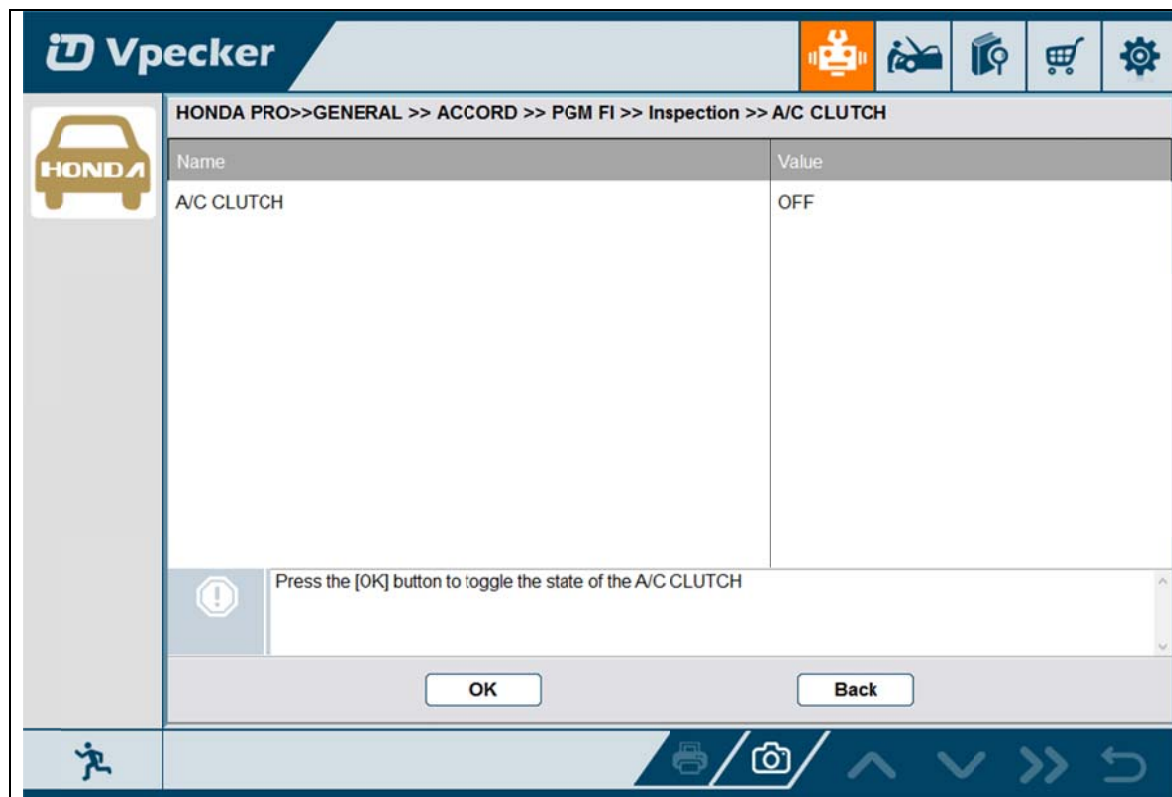 Vpecker
HONDA PRO>>GENERAL >> ACCORD >> PGM FI >> Inspection >> A/C CLUTCH
HONDA
Name Value
A/C CLUTCH OFF
Press the [OK] button to toggle the state of the A/C CLUTCH
OK Back